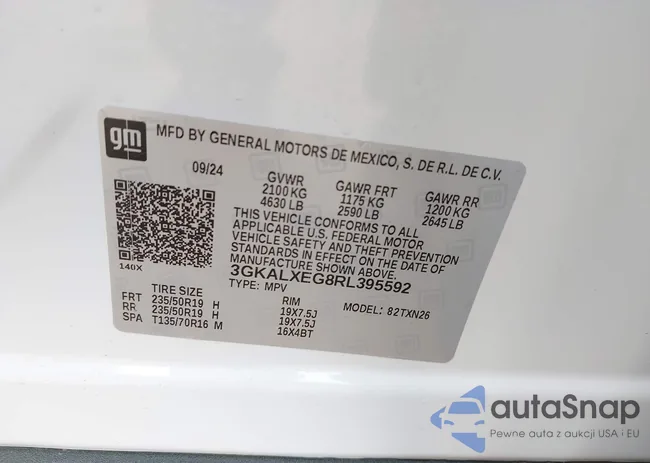 gm
MFD BY GENERAL MOTORS DE MEXICO, S. DE R.L. DE C.V.
09/24 GVWR GAWR FRT GAWR RR
2100 KG 1175 KG 1200 KG
4630 LB 2590 LB 2645 LB
THIS VEHICLE CONFORMS TO ALL
APPLICABLE U.S. FEDERAL MOTOR
VEHICLE SAFETY AND THEFT PREVENTION
STANDARDS IN EFFECT ON THE DATE OF
MANUFACTURE SHOWN ABOVE.
140X
3GKALXEG8RL395592
TYPE: MPV
TIRE SIZE RIM MODEL: 82TXN26
FRT 235/50R19 H 19X7.5J
RR 235/50R19 H 19X7.5J
SPA T135/70R16 M 16X4BT
autaSnap
Pewne auta z aukcji USA i EU